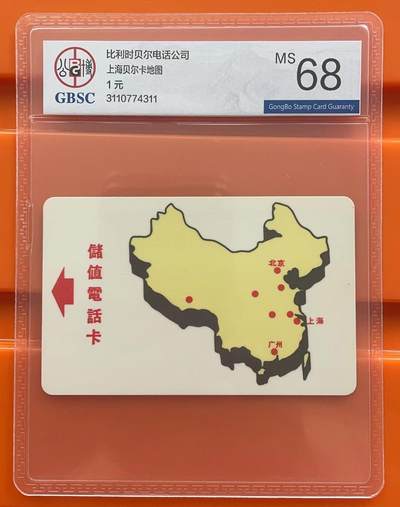 比利时贝尔电话公司
上海贝尔卡地图
1 元
3110774311
GBSC
MS 68
GongBo Stamp Card Guaranty
儲值電話卡
北京
上海
广州